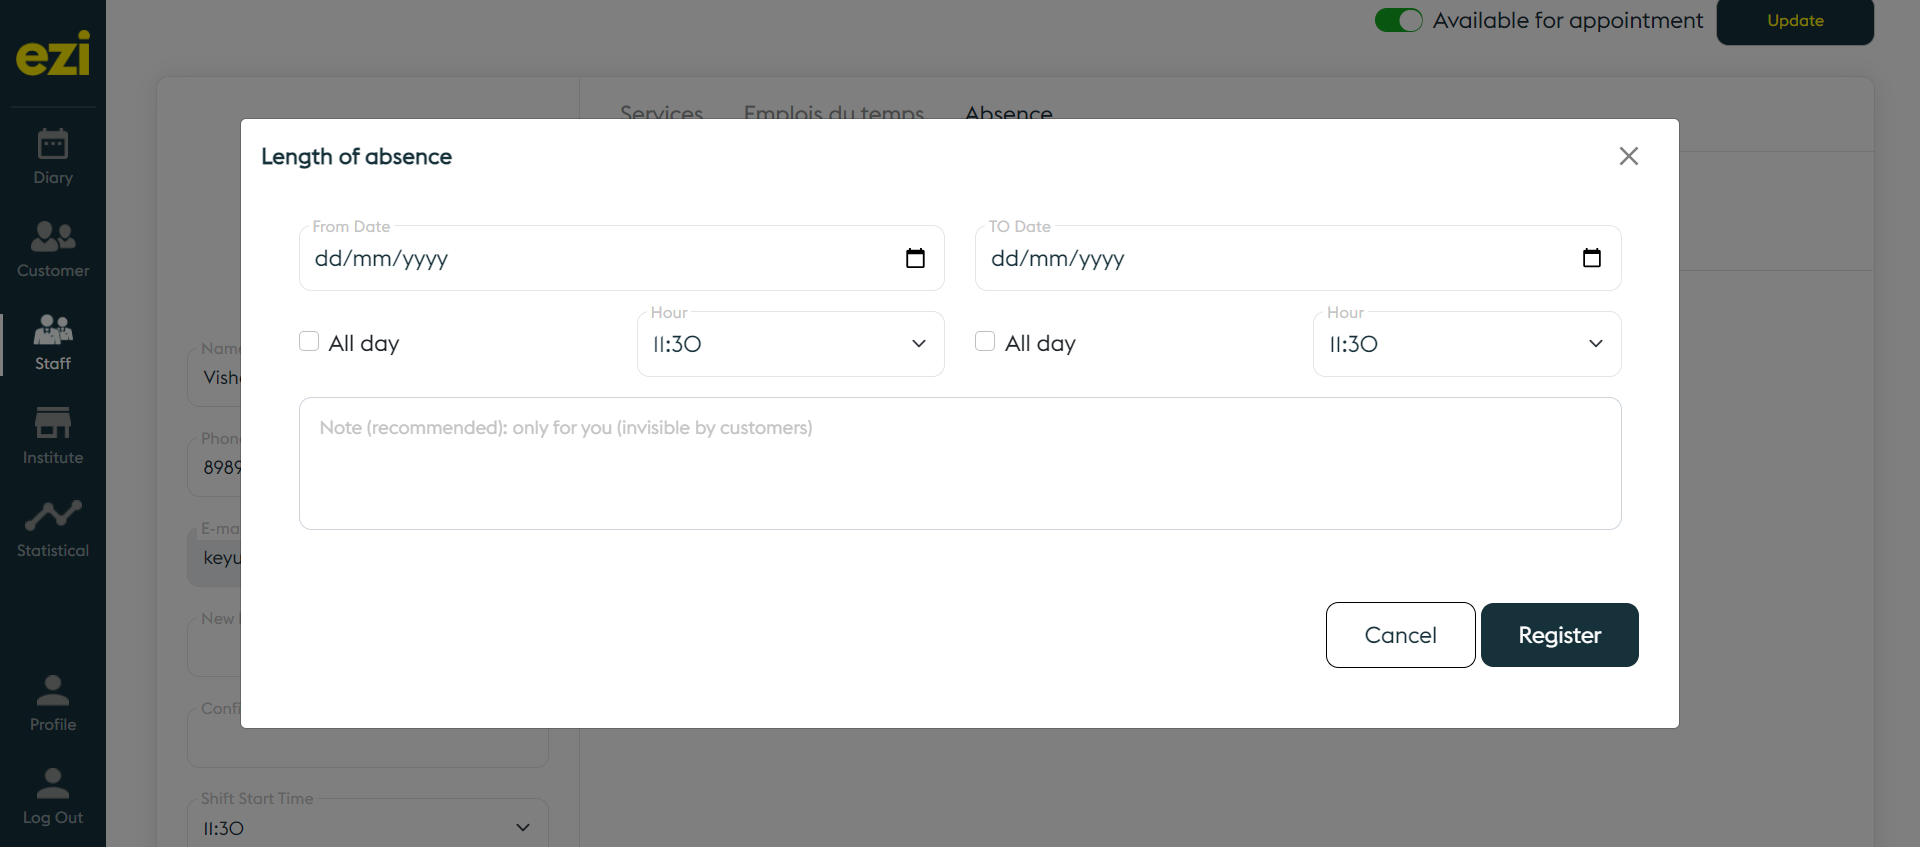 ezi
Diary
Customer
Staff
Institute
Statistical
Profile
Log Out
Available for appointment
Update
Services Emplois du temps Absence
Length of absence
From Date
dd/mm/yyyy
TO Date
dd/mm/yyyy
All day
Hour
11:30
All day
Hour
11:30
Note (recommended): only for you (invisible by customers)
Cancel Register
Name
Vish
Phon
8989
E-ma
keyu
New
Confi
Shift Start Time
11:30